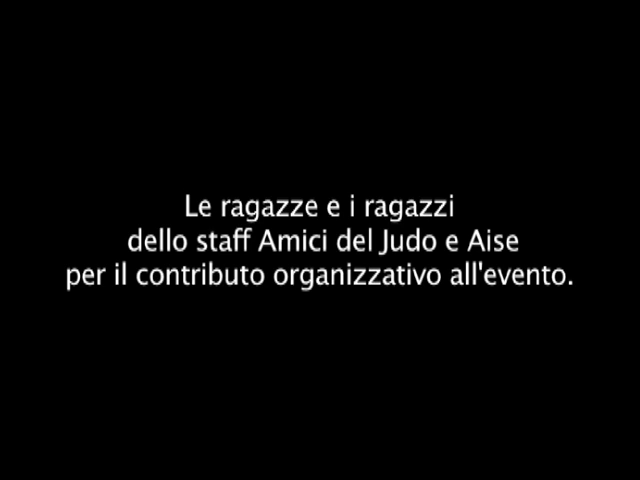 Le ragazze e i ragazzi
dello staff Amici del Judo e Aise
per il contributo organizzativo all'evento.